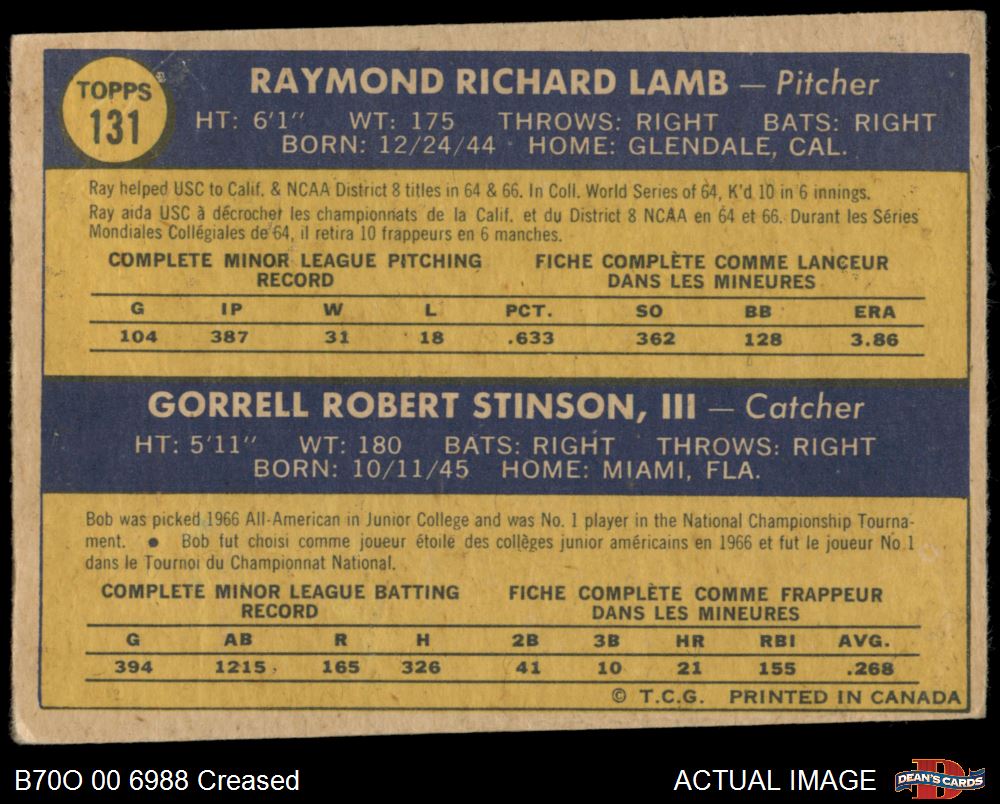 TOPPS
131
RAYMOND RICHARD LAMB — Pitcher
HT: 6'1" WT: 175 THROWS: RIGHT BATS: RIGHT
BORN: 12/24/44 · HOME: GLENDALE, CAL.
Ray helped USC to Calif. & NCAA District 8 titles in 64 & 66. In Coll. World Series of 64, K'd 10 in 6 innings.
Ray aida USC à décrocher les championnats de la Calif. et du District 8 NCAA en 64 et 66. Durant les Séries
Mondiales Collégiales de 64, il retira 10 frappeurs en 6 manches.
COMPLETE MINOR LEAGUE PITCHING RECORD
FICHE COMPLÈTE COMME LANCEUR DANS LES MINEURES
G IP W L PCT. SO BB ERA
104 387 31 18 .633 362 128 3.86
GORRELL ROBERT STINSON, III — Catcher
HT: 5'11" WT: 180 BATS: RIGHT THROWS: RIGHT
BORN: 10/11/45 HOME: MIAMI, FLA.
Bob was picked 1966 All-American in Junior College and was No. 1 player in the National Championship Tourna-
ment. ● Bob fut choisi comme joueur étoile des collèges junior américains en 1966 et fut le joueur No 1
dans le Tournoi du Championnat National.
COMPLETE MINOR LEAGUE BATTING RECORD
FICHE COMPLÈTE COMME FRAPPEUR DANS LES MINEURES
G AB R H 2B 3B HR RBI AVG.
394 1215 165 326 41 10 21 155 .268
© T.C.G. PRINTED IN CANADA
B70O 00 6988 Creased
ACTUAL IMAGE
DEAN'S CARDS